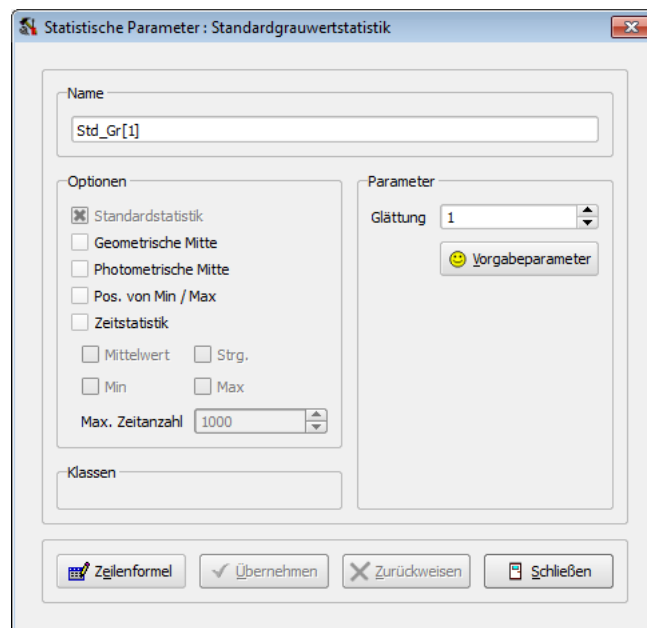 Statistische Parameter : Standardgrauwertstatistik
Name
Std_Gr[1]
Optionen
Standardstatistik
Geometrische Mitte
Photometrische Mitte
Pos. von Min / Max
Zeitstatistik
Mittelwert Strg.
Min Max
Max. Zeitanzahl 1000
Klassen
Parameter
Glättung 1
Vorgabeparameter
Zeilenformel Übernehmen Zurückweisen Schließen